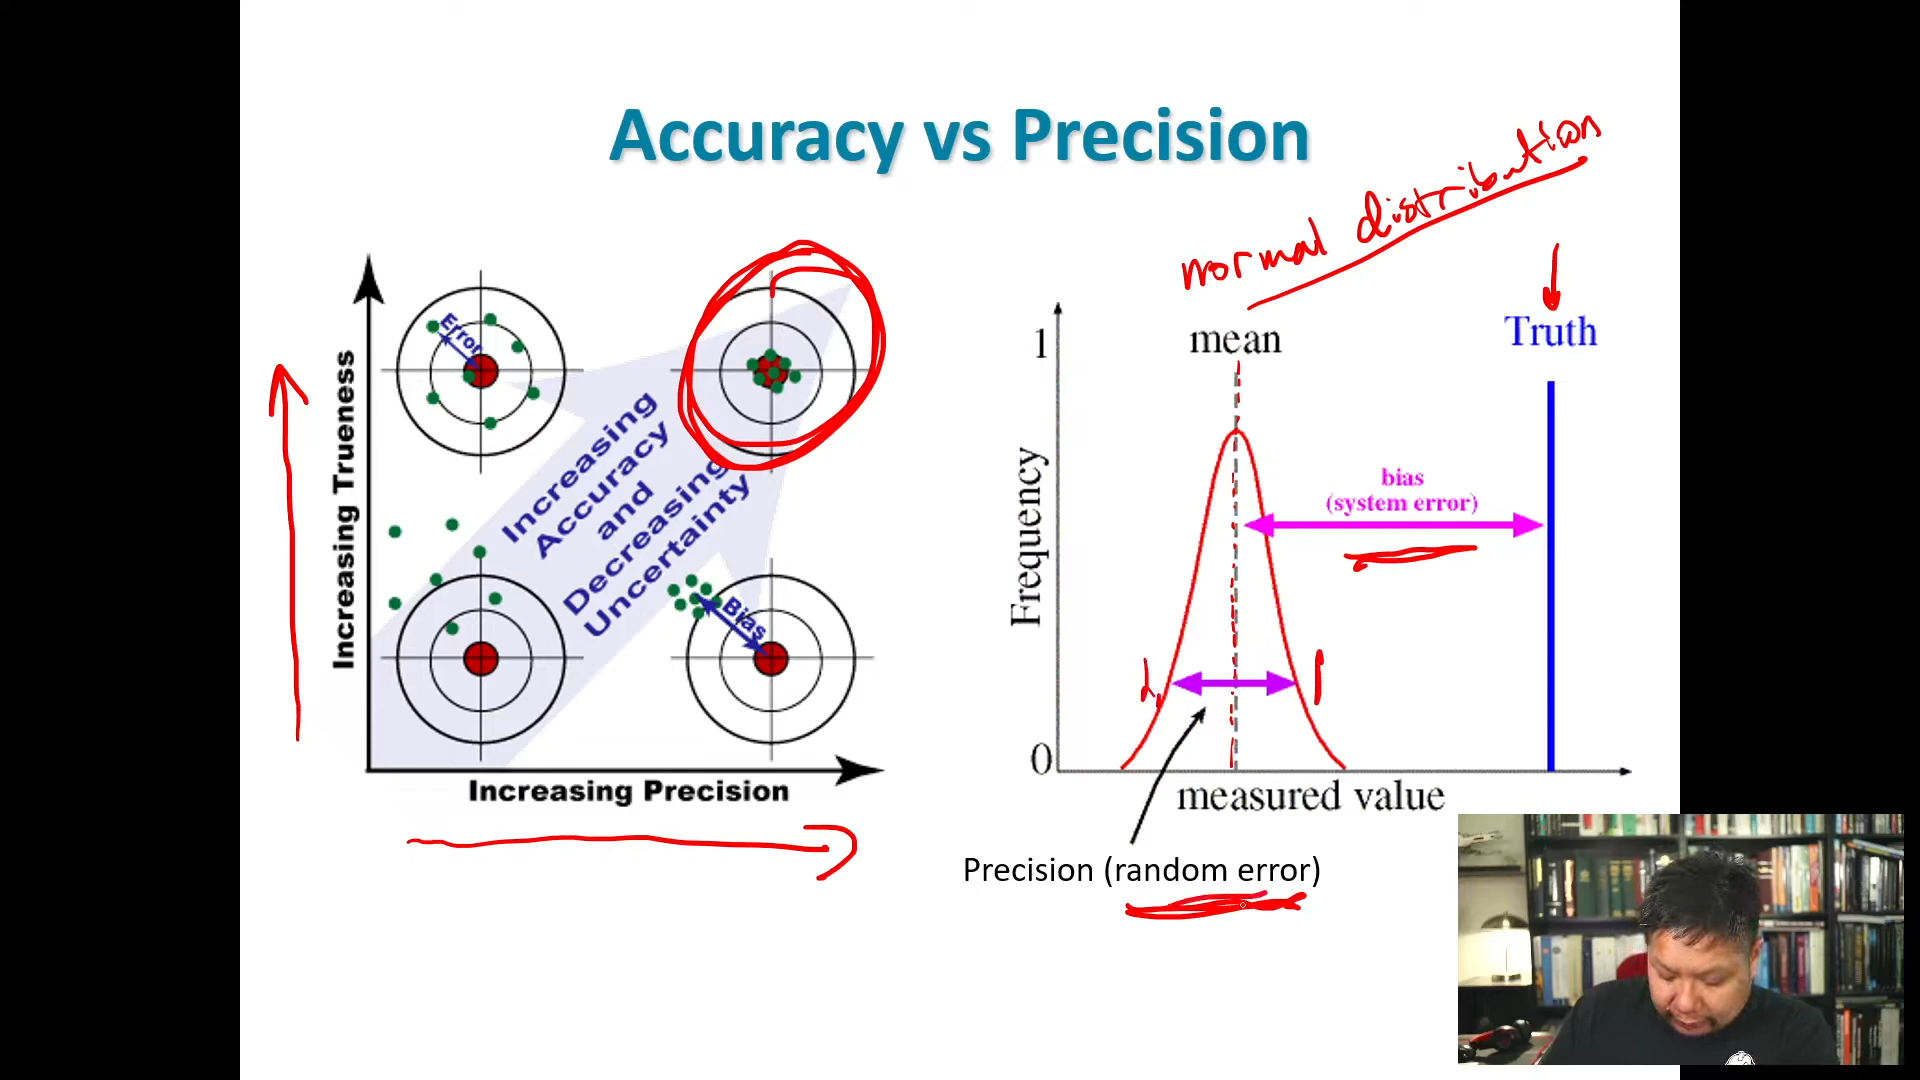 Accuracy vs Precision
normal distribution
Increasing Trueness
Error
Increasing
Accuracy
and
Decreasing
Uncertainty
Bias
Increasing Precision
1
mean
Truth
Frequency
bias
(system error)
0
measured value
Precision (random error)